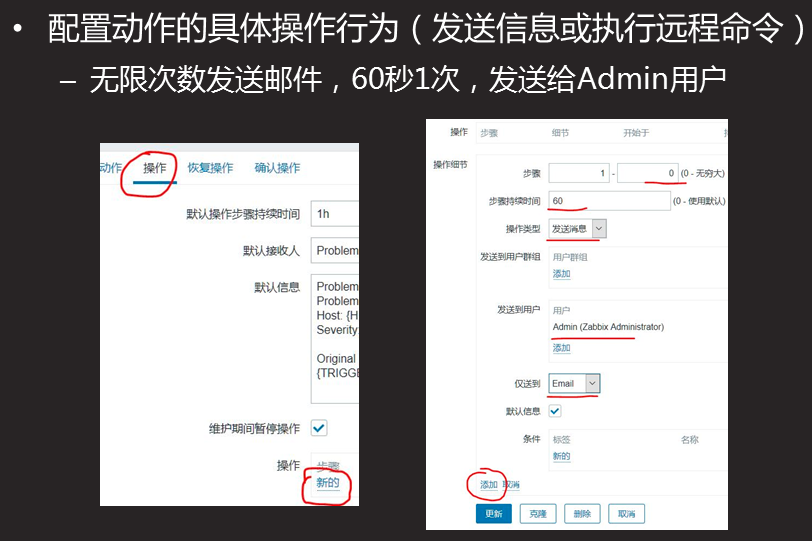 • 配置动作的具体操作行为（发送信息或执行远程命令）
– 无限次数发送邮件，60秒1次，发送给Admin用户
动作 操作 恢复操作 确认操作
默认操作步骤持续时间 1h
默认接收人 Problem
默认信息 Problem
Problem
Host: {H
Severity:
Original
{TRIGGE
维护期间暂停操作
操作 步骤
新的
操作 步骤 细节 开始于
操作细节
步骤 1 - 0 (0 - 无穷大)
步骤持续时间 60 (0 - 使用默认)
操作类型 发送消息
发送到用户群组 用户群组
添加
发送到用户 用户
Admin (Zabbix Administrator)
添加
仅送到 Email
默认信息
条件 标签 名称
新的
添加 取消
更新 克隆 删除 取消